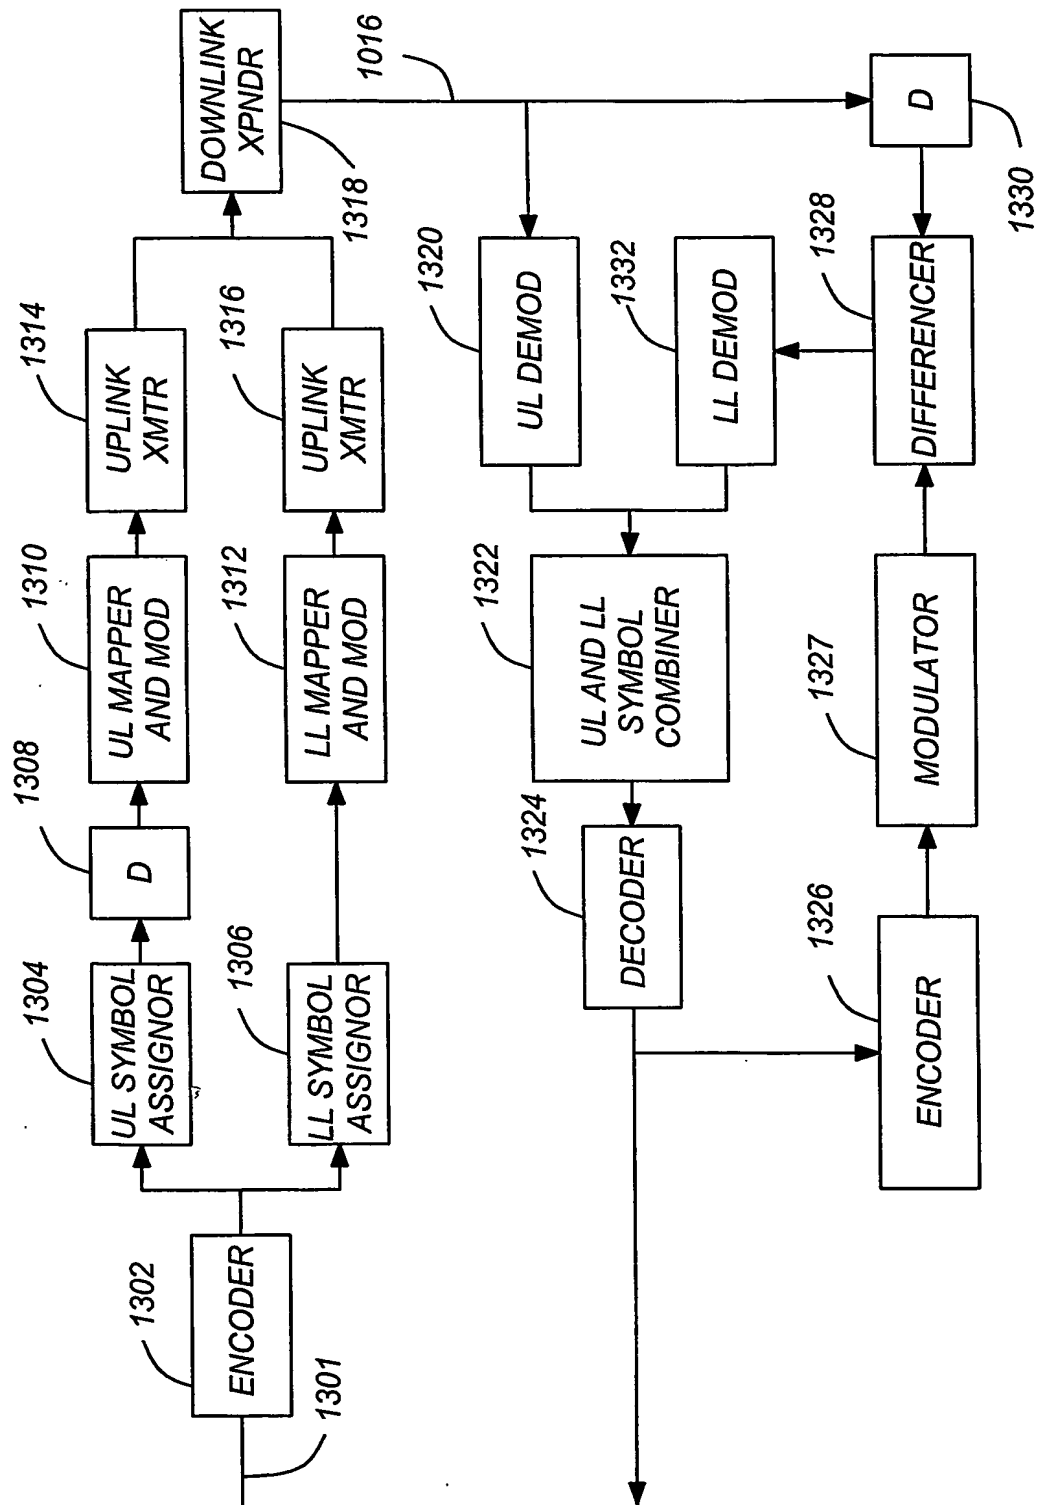 1301
1302
ENCODER
1304
UL SYMBOL
ASSIGNOR
1306
LL SYMBOL
ASSIGNOR
1308
D
1310
UL MAPPER
AND MOD
1312
LL MAPPER
AND MOD
1314
UPLINK
XMTR
1316
UPLINK
XMTR
DOWNLINK
XPNDR
1318
1016
1320
UL DEMOD
1332
LL DEMOD
1322
UL AND LL
SYMBOL
COMBINER
1324
DECODER
1326
ENCODER
1327
MODULATOR
1328
DIFFERENCER
D
1330